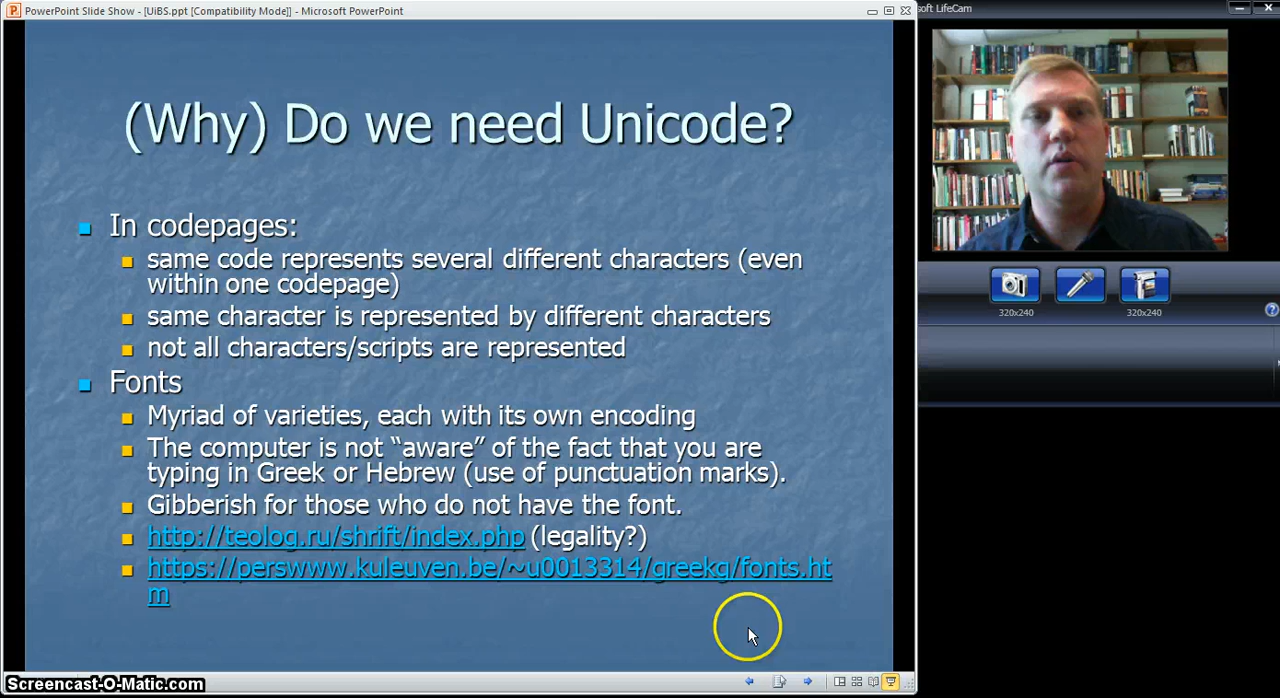 PowerPoint Slide Show - [UiBS.ppt [Compatibility Mode]] - Microsoft PowerPoint
soft LifeCam
(Why) Do we need Unicode?
In codepages:
same code represents several different characters (even
within one codepage)
same character is represented by different characters
not all characters/scripts are represented
Fonts
Myriad of varieties, each with its own encoding
The computer is not “aware” of the fact that you are
typing in Greek or Hebrew (use of punctuation marks).
Gibberish for those who do not have the font.
http://teolog.ru/shrift/index.php (legality?)
https://perswww.kuleuven.be/~u0013314/greekg/fonts.ht
m
320x240
320x240
Screencast-O-Matic.com